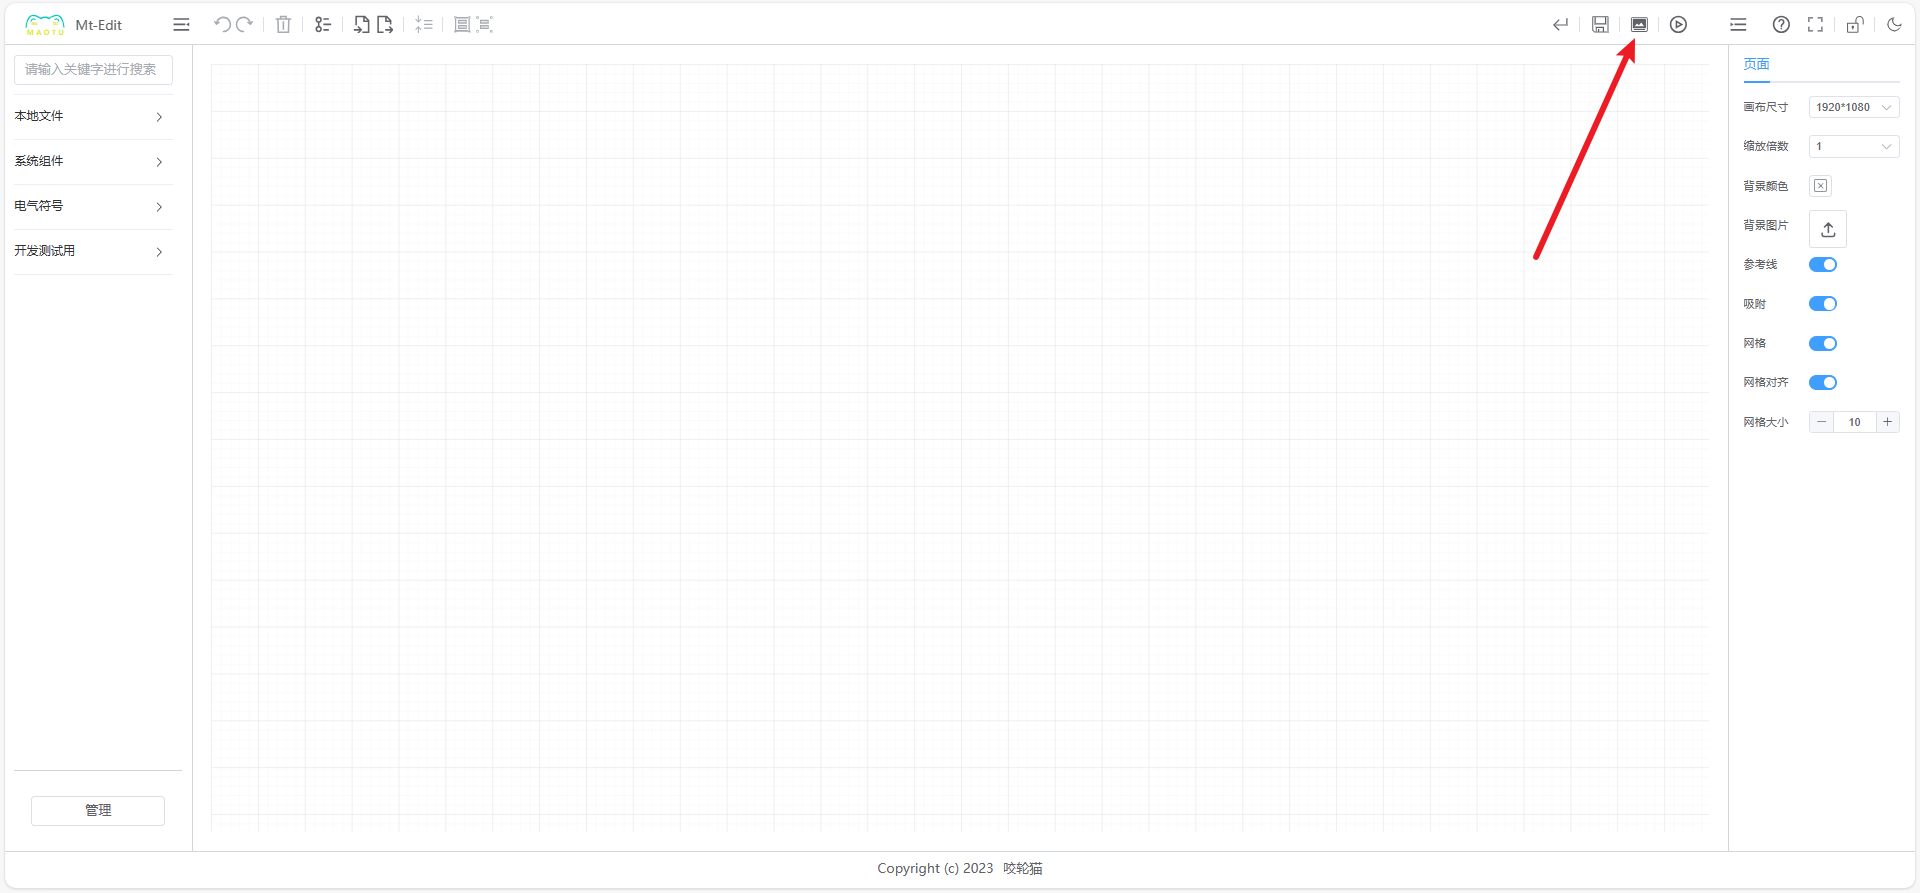 MAOTU
Mt-Edit
请输入关键字进行搜索
本地文件
系统组件
电气符号
开发测试用
管理
页面
画布尺寸 1920*1080
缩放倍数 1
背景颜色
背景图片
参考线
吸附
网格
网格对齐
网格大小 10
Copyright (c) 2023 咬轮猫